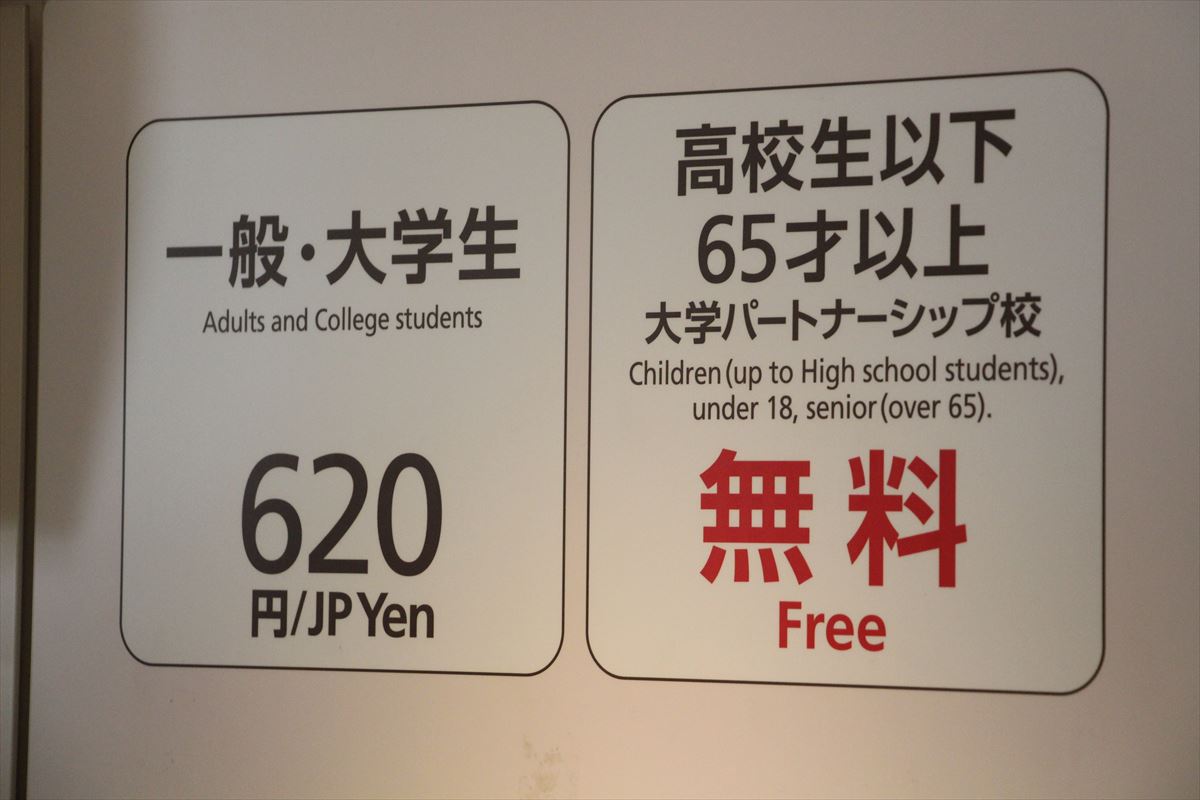 一般・大学生
Adults and College students
620
円/JP Yen
高校生以下
65才以上
大学パートナーシップ校
Children (up to High school students),
under 18, senior (over 65).
無料
Free